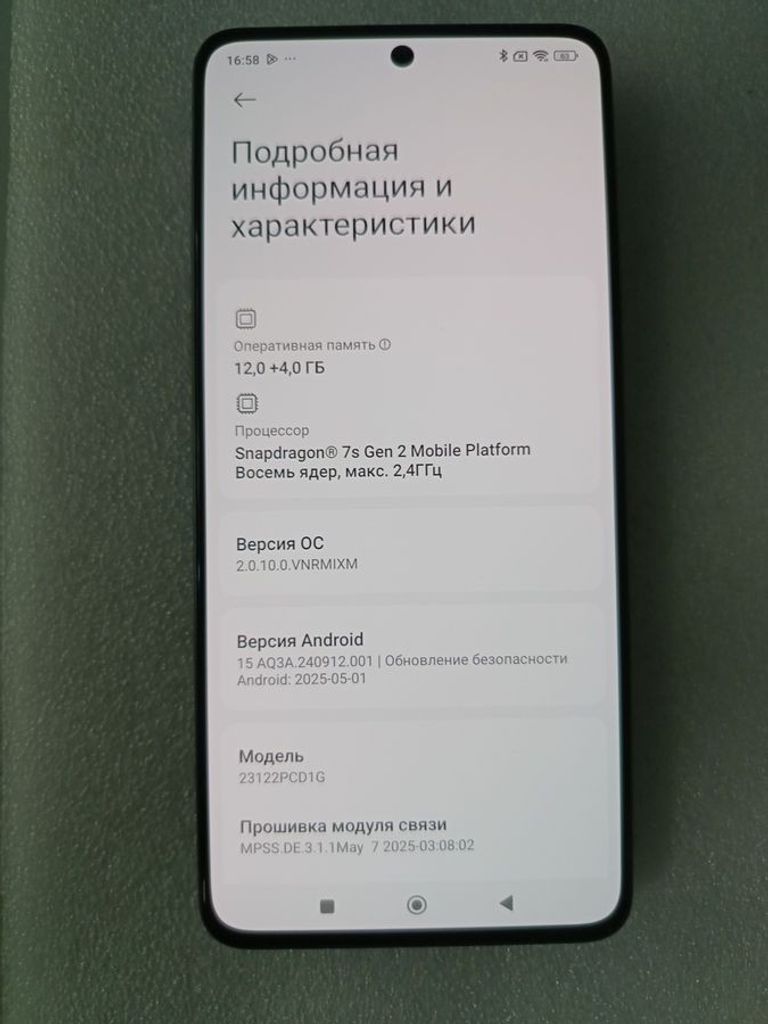 16:58
63
Подробная
информация и
характеристики
Оперативная память
12,0 +4,0 ГБ
Процессор
Snapdragon® 7s Gen 2 Mobile Platform
Восемь ядер, макс. 2,4ГГц
Версия ОС
2.0.10.0.VNRMIXM
Версия Android
15 AQ3A.240912.001 | Обновление безопасности
Android: 2025-05-01
Модель
23122PCD1G
Прошивка модуля связи
MPSS.DE.3.1.1May 7 2025-03:08:02